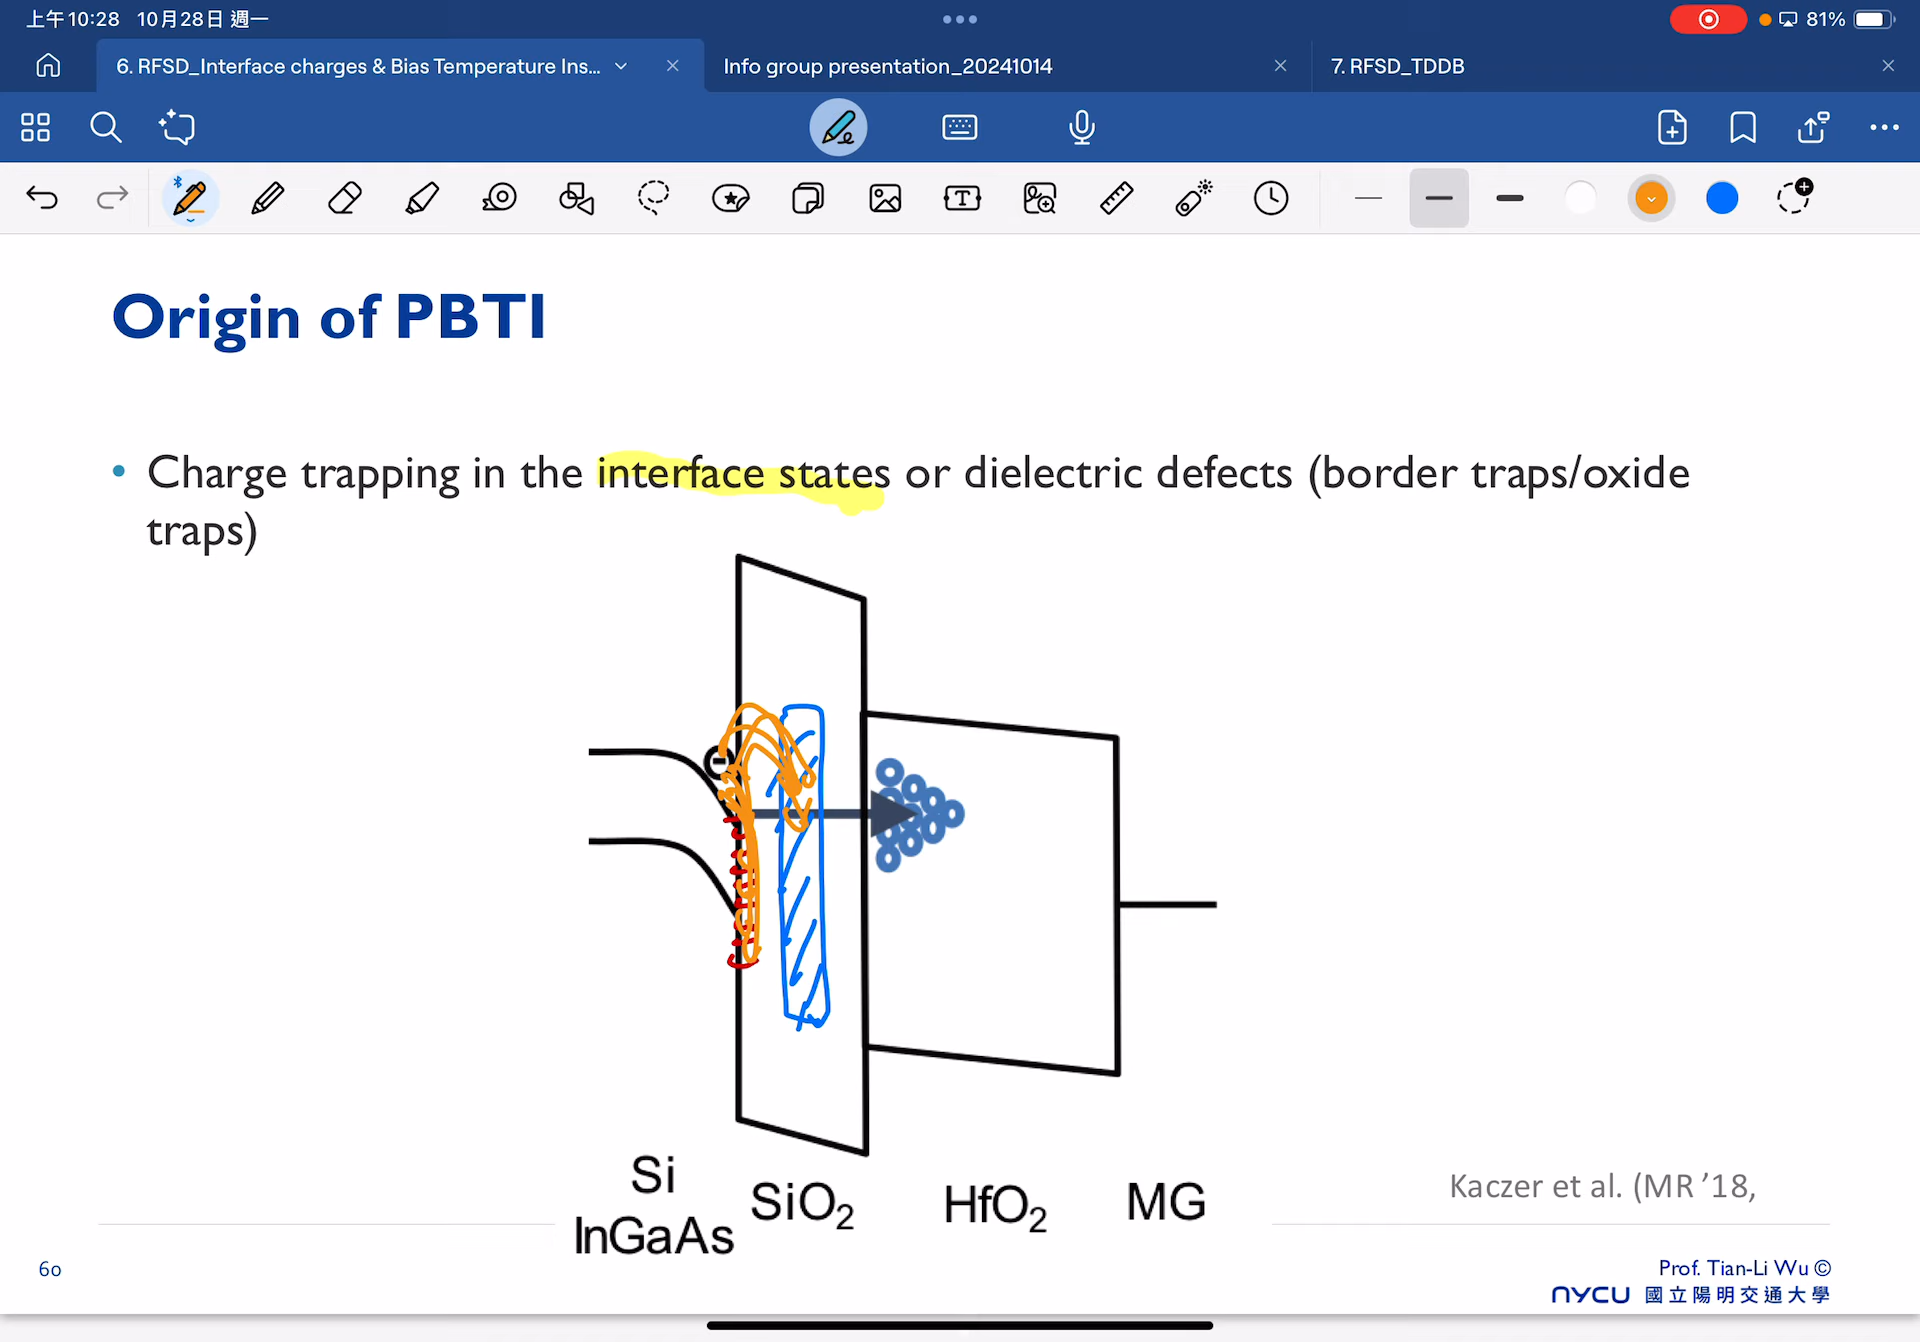 上午10:28 10月28日 週一
81%
6. RFSD_Interface charges & Bias Temperature Ins...
Info group presentation_20241014
7. RFSD_TDDB
Origin of PBTI
• Charge trapping in the interface states or dielectric defects (border traps/oxide
traps)
Si
InGaAs
SiO2
HfO2
MG
Kaczer et al. (MR ’18,
60
Prof. Tian-Li Wu ©
NYCU 國立陽明交通大學